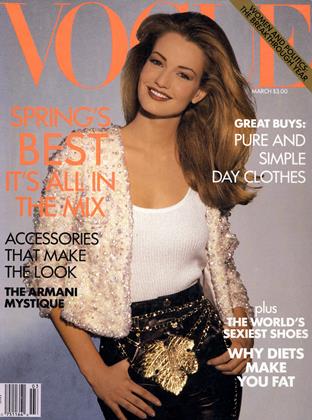 VOGUE
WOMEN AND POLITICS:
THE BREAKTHROUGH YEAR
MARCH $3.00
SPRING'S
BEST
IT'S ALL IN
THE MIX
ACCESSORIES
THAT MAKE
THE LOOK
THE ARMANI
MYSTIQUE
GREAT BUYS:
PURE AND
SIMPLE
DAY CLOTHES
plus
THE WORLD'S
SEXIEST SHOES
WHY DIETS
MAKE
YOU FAT
03